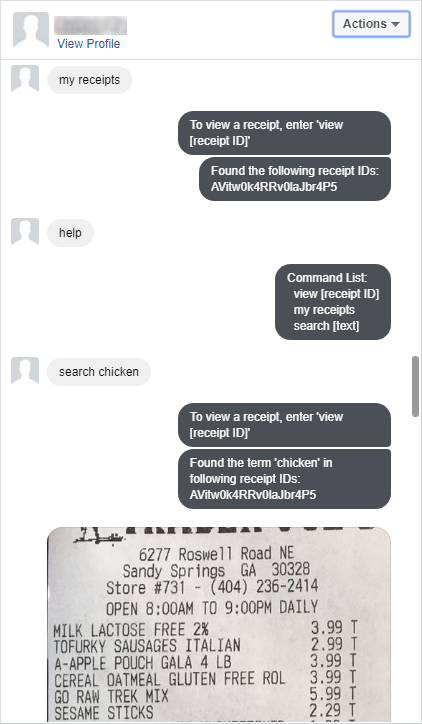 Actions
View Profile
my receipts
To view a receipt, enter 'view
[receipt ID]'
Found the following receipt IDs:
AVitw0k4RRv0laJbr4P5
help
Command List:
view [receipt ID]
my receipts
search [text]
search chicken
To view a receipt, enter 'view
[receipt ID]'
Found the term 'chicken' in
following receipt IDs:
AVitw0k4RRv0laJbr4P5
6277 Roswell Road NE
Sandy Springs GA 30328
Store #731 - (404) 236-2414
OPEN 8:00AM TO 9:00PM DAILY
MILK LACTOSE FREE 2% 3.99 T
TOFURKY SAUSAGES ITALIAN 2.99 T
A-APPLE POUCH GALA 4 LB 3.99 T
CEREAL OATMEAL GLUTEN FREE ROL 3.99 T
GO RAW TREK MIX 5.99 T
SESAME STICKS 2.29 T